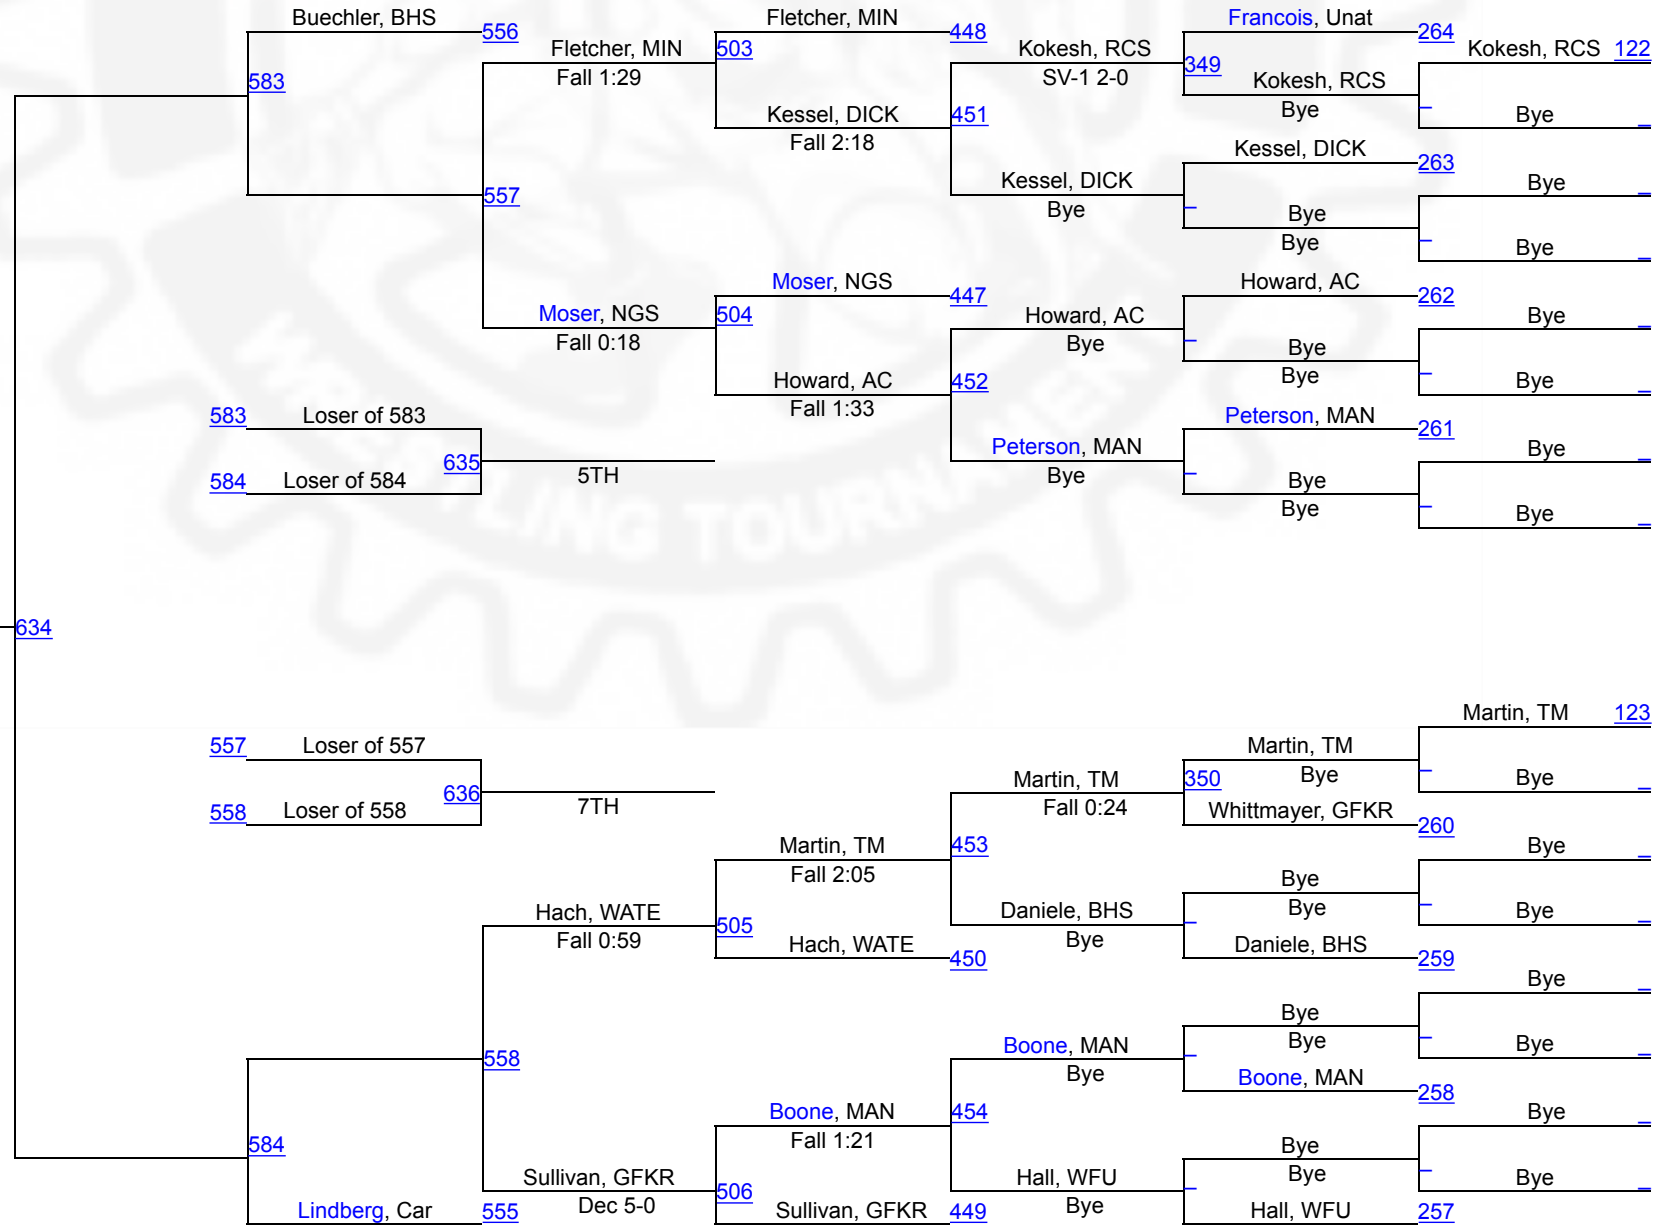 Buechler, BHS
556
583
Fletcher, MIN
Fall 1:29
503
Fletcher, MIN
448
Kessel, DICK
Fall 2:18
451
Kokesh, RCS
SV-1 2-0
349
Francois, Unat
264
Kokesh, RCS
Bye
Kokesh, RCS 122
Bye
Kessel, DICK
Bye
Kessel, DICK
263
Bye
Bye
Bye
Bye
557
Moser, NGS
Fall 0:18
504
Moser, NGS
447
Howard, AC
Fall 1:33
452
Howard, AC
Bye
Howard, AC
262
Bye
Bye
Bye
Bye
Peterson, MAN
Bye
Peterson, MAN
261
Bye
Bye
Bye
Bye
583 Loser of 583
635
5TH
584 Loser of 584
WRESTLING TOURNAMENT
634
557 Loser of 557
636
7TH
558 Loser of 558
Martin, TM 123
Bye
Martin, TM
Bye
350
Whittmayer, GFKR
260
Martin, TM
Fall 0:24
453
Martin, TM
Fall 2:05
Daniele, BHS
Bye
Bye
Bye
Daniele, BHS
259
Bye
Bye
Hach, WATE
Fall 0:59
505
Hach, WATE
450
558
Boone, MAN
Bye
Bye
Bye
Boone, MAN
258
Bye
Bye
Boone, MAN
Fall 1:21
454
Hall, WFU
Bye
Bye
Bye
Hall, WFU
257
Bye
Bye
584
Sullivan, GFKR
Dec 5-0
506
Sullivan, GFKR
449
Lindberg, Car
555